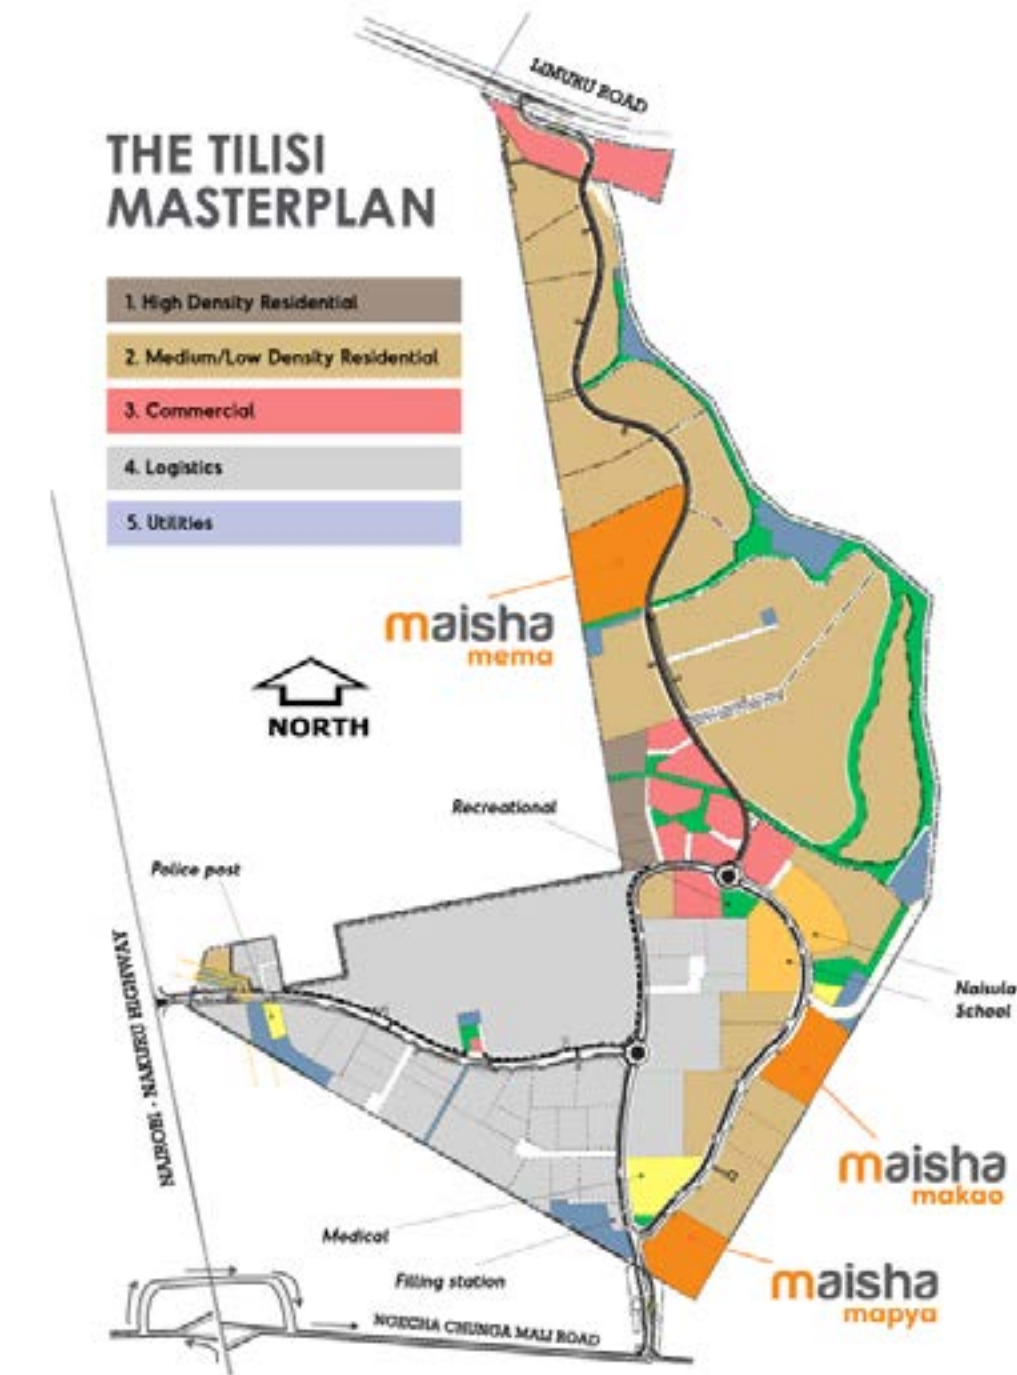 LIMURU ROAD
THE TILISI
MASTERPLAN
1. High Density Residential
2. Medium/Low Density Residential
3. Commercial
4. Logistics
5. Utilities
maisha
mema
NORTH
Recreational
Police post
NAIROBI - NAKURU HIGHWAY
Naisula
School
maisha
makao
Medical
Filling station
maisha
mapya
NGECHA CHUNGA MALI ROAD